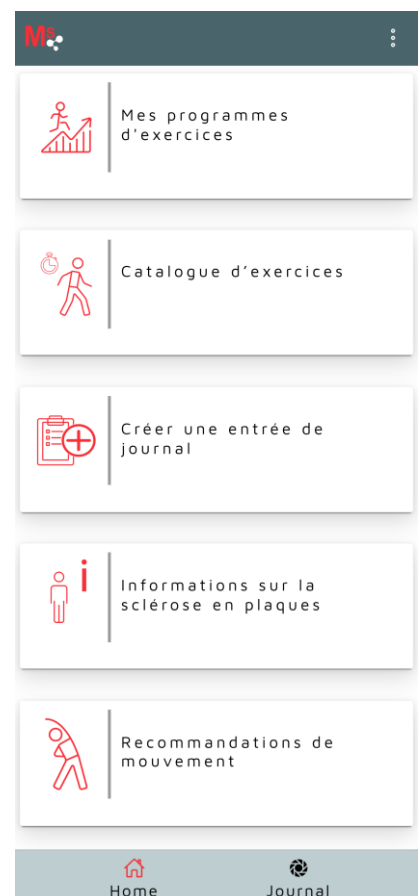 Ms
Mes programmes
d'exercices
Catalogue d’exercices
Créer une entrée de
journal
i Informations sur la
sclérose en plaques
Recommandations de
mouvement
Home Journal